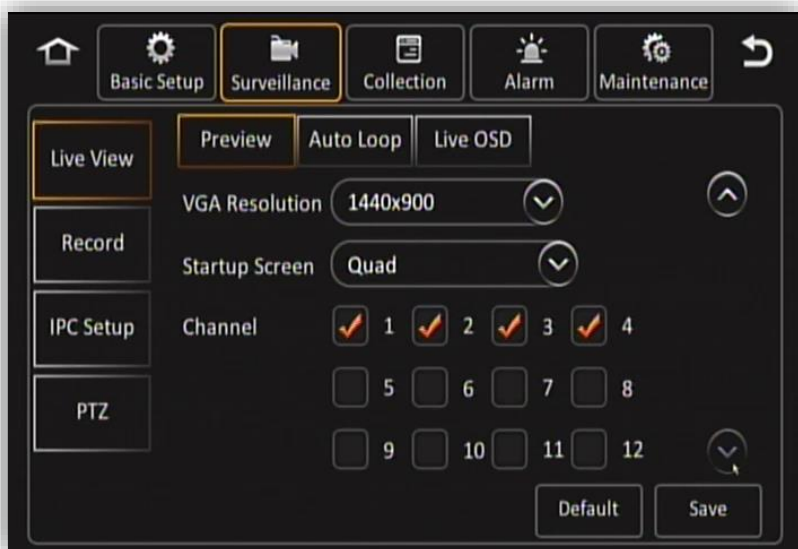 Basic Setup Surveillance Collection Alarm Maintenance
Live View
Record
IPC Setup
PTZ
Preview Auto Loop Live OSD
VGA Resolution 1440x900
Startup Screen Quad
Channel 1 2 3 4
5 6 7 8
9 10 11 12
Default Save